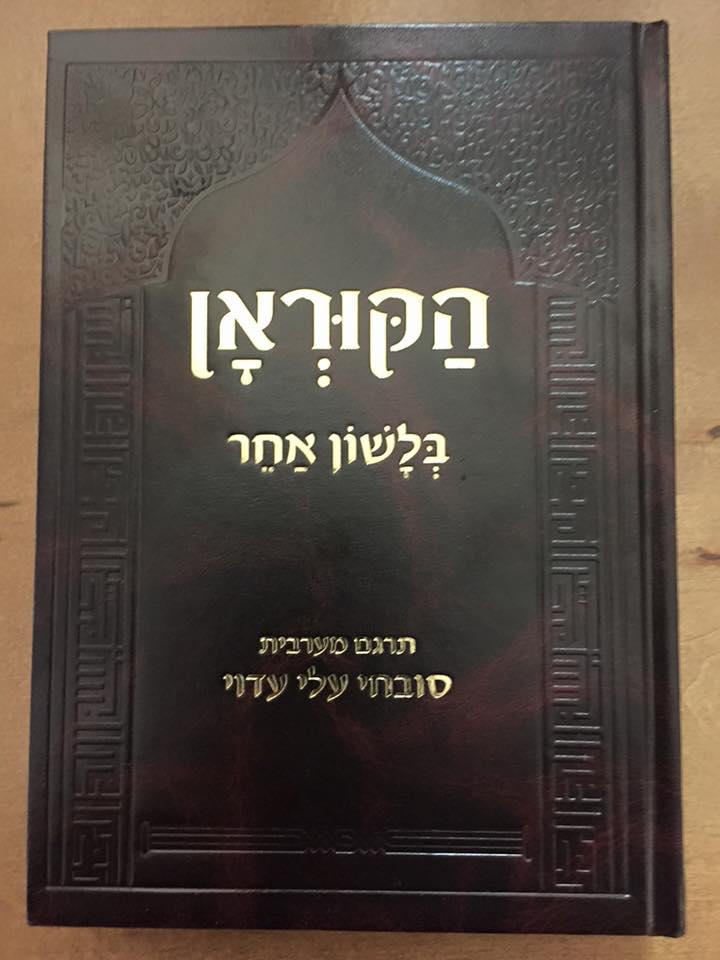 הַקּוּרְאָן
בְּלָשׁוֹן אַחֵר
תרגם מערבית
סובחי עלי עדוי